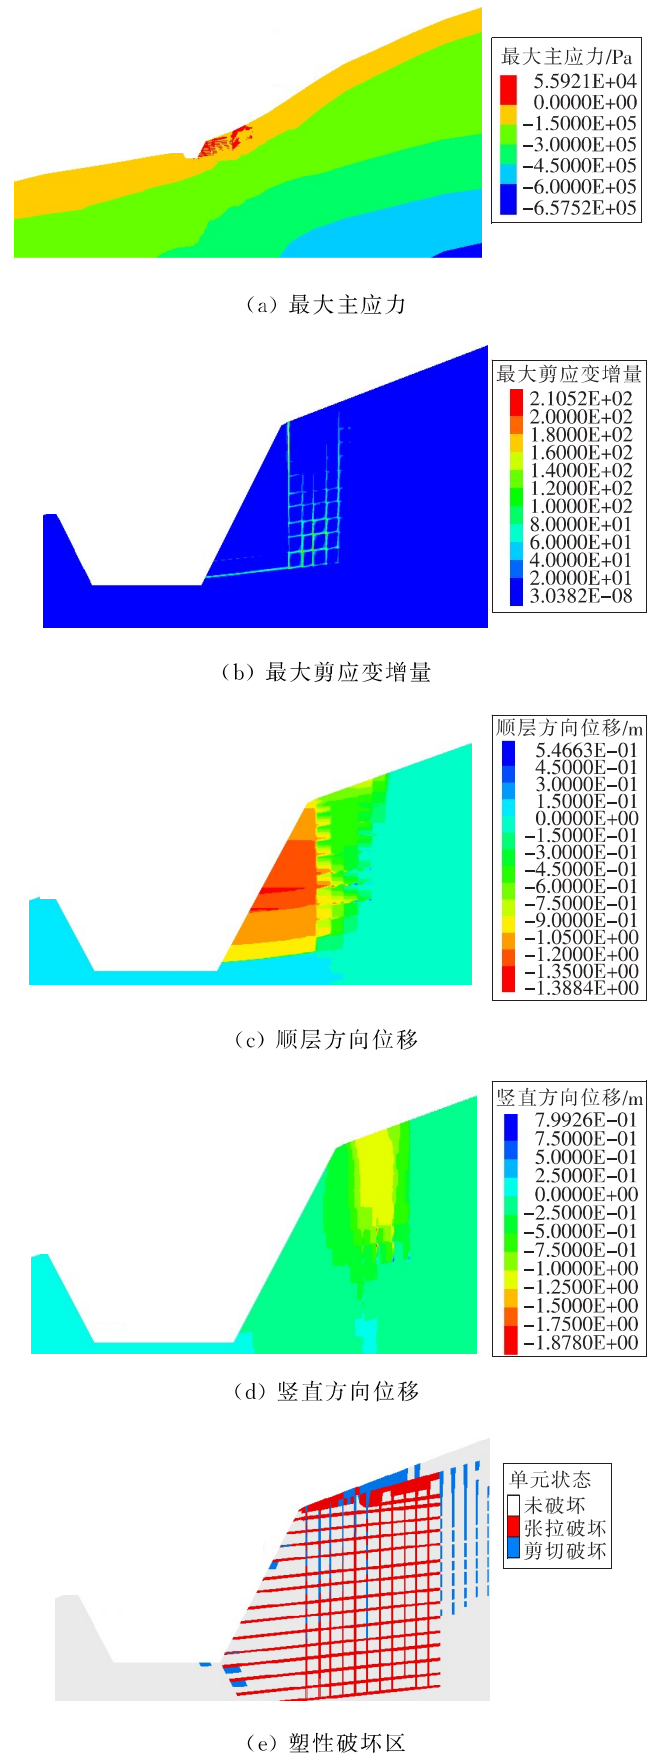 最大主应力/Pa
5.5921E+04
0.0000E+00
-1.5000E+05
-3.0000E+05
-4.5000E+05
-6.0000E+05
-6.5752E+05
(a) 最大主应力
最大剪应变增量
2.1052E+02
2.0000E+02
1.8000E+02
1.6000E+02
1.4000E+02
1.2000E+02
1.0000E+02
8.0000E+01
6.0000E+01
4.0000E+01
2.0000E+01
3.0382E-08
(b) 最大剪应变增量
顺层方向位移/m
5.4663E-01
4.5000E-01
3.0000E-01
1.5000E-01
0.0000E+00
-1.5000E-01
-3.0000E-01
-4.5000E-01
-6.0000E-01
-7.5000E-01
-9.0000E-01
-1.0500E+00
-1.2000E+00
-1.3500E+00
-1.3884E+00
(c) 顺层方向位移
竖直方向位移/m
7.9926E-01
7.5000E-01
5.0000E-01
2.5000E-01
0.0000E+00
-2.5000E-01
-5.0000E-01
-7.5000E-01
-1.0000E+00
-1.2500E+00
-1.5000E+00
-1.7500E+00
-1.8780E+00
(d) 竖直方向位移
单元状态
未破坏
张拉破坏
剪切破坏
(e) 塑性破坏区